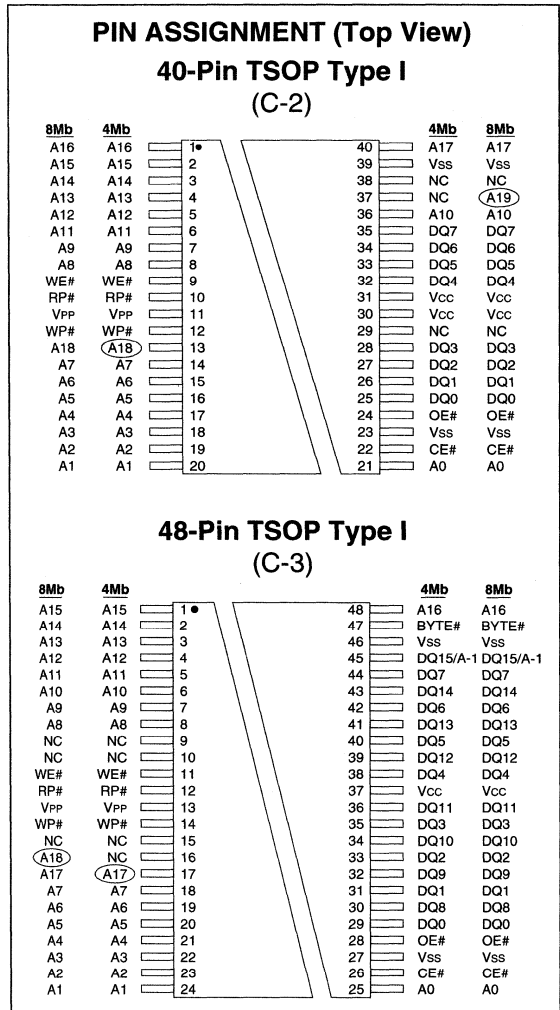 PIN ASSIGNMENT (Top View)
40-Pin TSOP Type I
(C-2)
8Mb 4Mb 4Mb 8Mb
A16 A16 1 40 A17 A17
A15 A15 2 39 Vss Vss
A14 A14 3 38 NC NC
A13 A13 4 37 NC A19
A12 A12 5 36 A10 A10
A11 A11 6 35 DQ7 DQ7
A9 A9 7 34 DQ6 DQ6
A8 A8 8 33 DQ5 DQ5
WE# WE# 9 32 DQ4 DQ4
RP# RP# 10 31 Vcc Vcc
VPP VPP 11 30 Vcc Vcc
WP# WP# 12 29 NC NC
A18 A18 13 28 DQ3 DQ3
A7 A7 14 27 DQ2 DQ2
A6 A6 15 26 DQ1 DQ1
A5 A5 16 25 DQ0 DQ0
A4 A4 17 24 OE# OE#
A3 A3 18 23 Vss Vss
A2 A2 19 22 CE# CE#
A1 A1 20 21 A0 A0
48-Pin TSOP Type I
(C-3)
8Mb 4Mb 4Mb 8Mb
A15 A15 1 48 A16 A16
A14 A14 2 47 BYTE# BYTE#
A13 A13 3 46 Vss Vss
A12 A12 4 45 DQ15/A-1 DQ15/A-1
A11 A11 5 44 DQ7 DQ7
A10 A10 6 43 DQ14 DQ14
A9 A9 7 42 DQ6 DQ6
A8 A8 8 41 DQ13 DQ13
NC NC 9 40 DQ5 DQ5
NC NC 10 39 DQ12 DQ12
WE# WE# 11 38 DQ4 DQ4
RP# RP# 12 37 Vcc Vcc
VPP VPP 13 36 DQ11 DQ11
WP# WP# 14 35 DQ3 DQ3
NC NC 15 34 DQ10 DQ10
A18 NC 16 33 DQ2 DQ2
A17 A17 17 32 DQ9 DQ9
A7 A7 18 31 DQ1 DQ1
A6 A6 19 30 DQ8 DQ8
A5 A5 20 29 DQ0 DQ0
A4 A4 21 28 OE# OE#
A3 A3 22 27 Vss Vss
A2 A2 23 26 CE# CE#
A1 A1 24 25 A0 A0